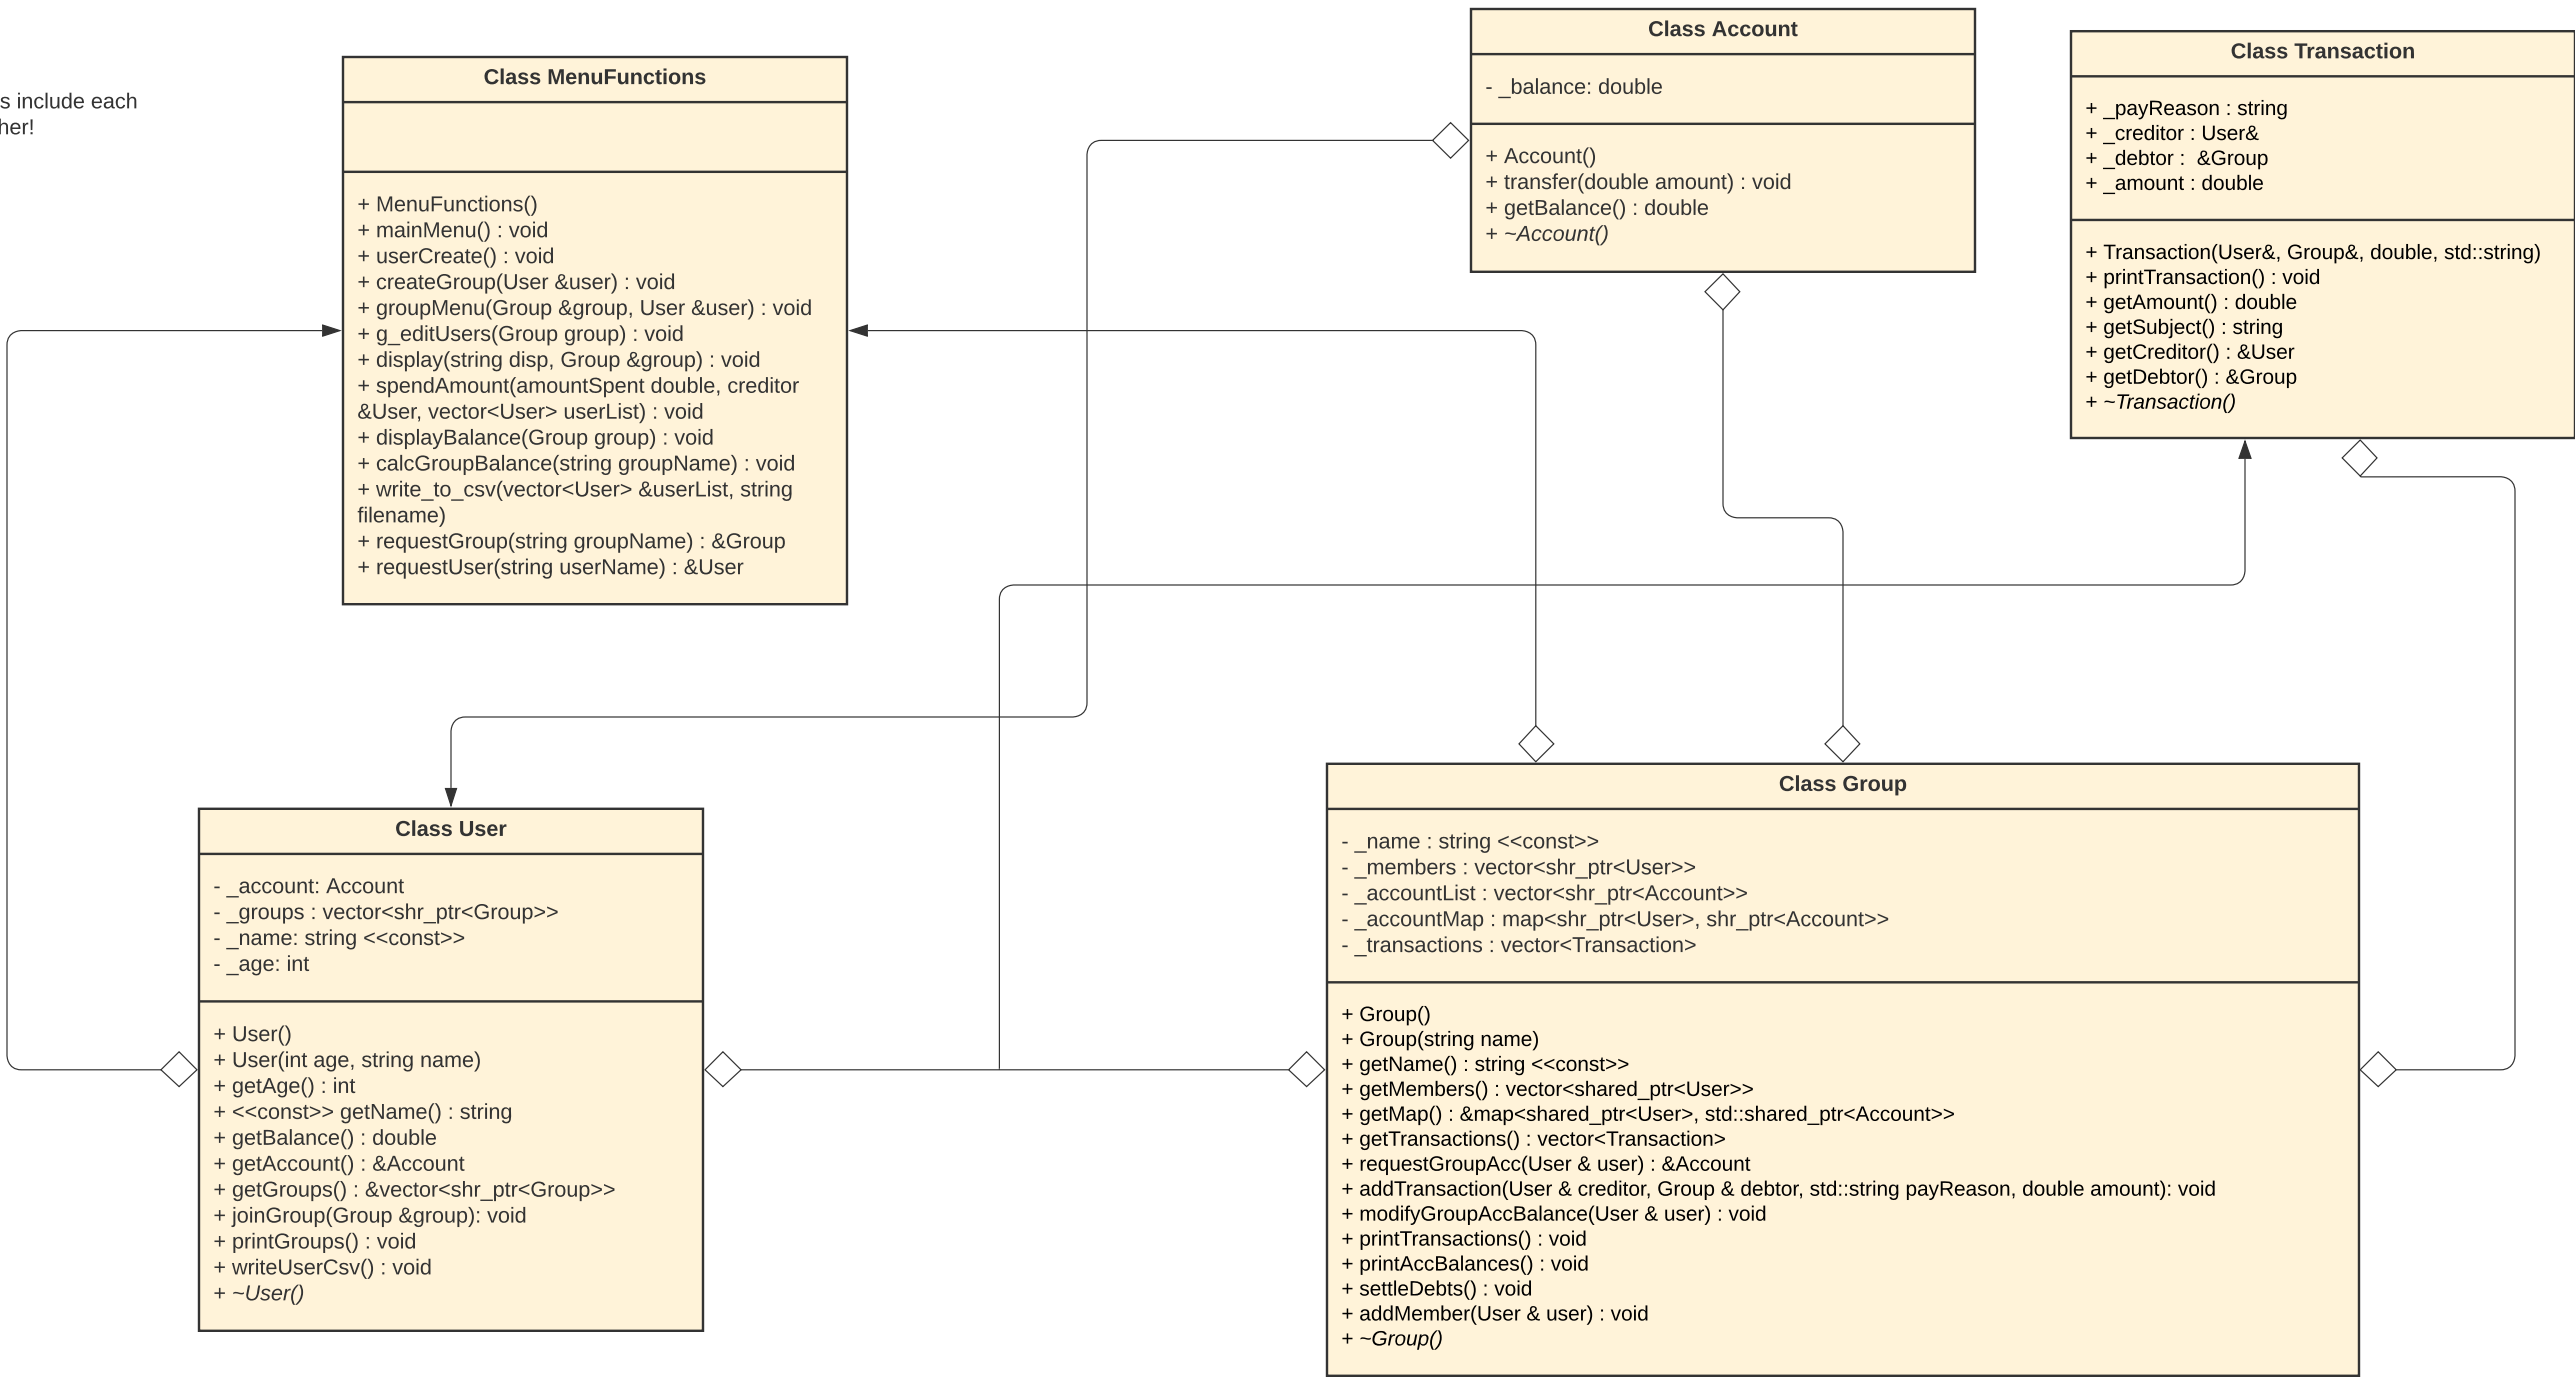 s include each
her!
Class MenuFunctions
+ MenuFunctions()
+ mainMenu() : void
+ userCreate() : void
+ createGroup(User &user) : void
+ groupMenu(Group &group, User &user) : void
+ g_editUsers(Group group) : void
+ display(string disp, Group &group) : void
+ spendAmount(amountSpent double, creditor
&User, vector<User> userList) : void
+ displayBalance(Group group) : void
+ calcGroupBalance(string groupName) : void
+ write_to_csv(vector<User> &userList, string
filename)
+ requestGroup(string groupName) : &Group
+ requestUser(string userName) : &User
Class Account
- _balance: double
+ Account()
+ transfer(double amount) : void
+ getBalance() : double
+ ~Account()
Class Transaction
+ _payReason : string
+ _creditor : User&
+ _debtor :  &Group
+ _amount : double
+ Transaction(User&, Group&, double, std::string)
+ printTransaction() : void
+ getAmount() : double
+ getSubject() : string
+ getCreditor() : &User
+ getDebtor() : &Group
+ ~Transaction()
Class User
- _account: Account
- _groups : vector<shr_ptr<Group>>
- _name: string <<const>>
- _age: int
+ User()
+ User(int age, string name)
+ getAge() : int
+ <<const>> getName() : string
+ getBalance() : double
+ getAccount() : &Account
+ getGroups() : &vector<shr_ptr<Group>>
+ joinGroup(Group &group): void
+ printGroups() : void
+ writeUserCsv() : void
+ ~User()
Class Group
- _name : string <<const>>
- _members : vector<shr_ptr<User>>
- _accountList : vector<shr_ptr<Account>>
- _accountMap : map<shr_ptr<User>, shr_ptr<Account>>
- _transactions : vector<Transaction>
+ Group()
+ Group(string name)
+ getName() : string <<const>>
+ getMembers() : vector<shared_ptr<User>>
+ getMap() : &map<shared_ptr<User>, std::shared_ptr<Account>>
+ getTransactions() : vector<Transaction>
+ requestGroupAcc(User & user) : &Account
+ addTransaction(User & creditor, Group & debtor, std::string payReason, double amount): void
+ modifyGroupAccBalance(User & user) : void
+ printTransactions() : void
+ printAccBalances() : void
+ settleDebts() : void
+ addMember(User & user) : void
+ ~Group()